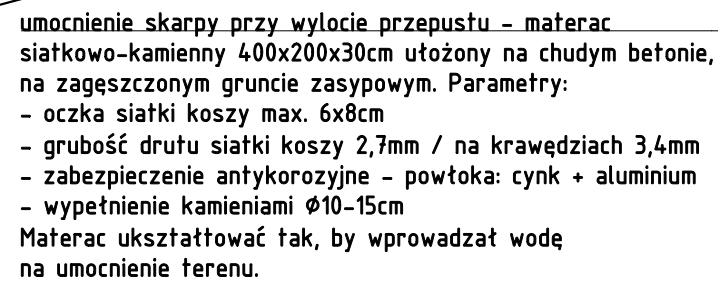 umocnienie skarpy przy wylocie przepustu – materac
siatkowo–kamienny 400x200x30cm ułożony na chudym betonie,
na zagęszczonym gruncie zasypowym. Parametry:
– oczka siatki koszy max. 6x8cm
– grubość drutu siatki koszy 2,7mm / na krawędziach 3,4mm
– zabezpieczenie antykorozyjne – powłoka: cynk + aluminium
– wypełnienie kamieniami Ø10–15cm
Materac ukształtować tak, by wprowadzał wodę
na umocnienie terenu.